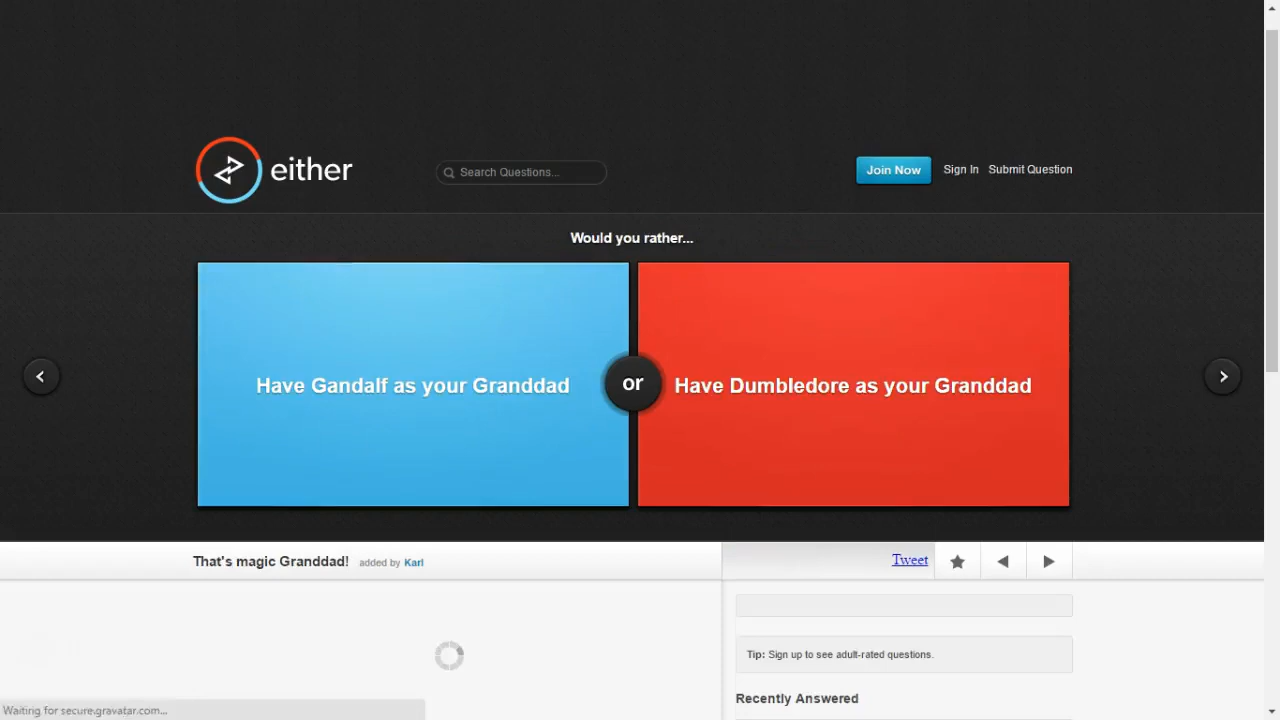 either
Search Questions...
Join Now
Sign In
Submit Question
Would you rather...
Have Gandalf as your Granddad
or
Have Dumbledore as your Granddad
That's magic Granddad! added by Karl
Tweet
Tip: Sign up to see adult-rated questions.
Recently Answered
Waiting for secure.gravatar.com...